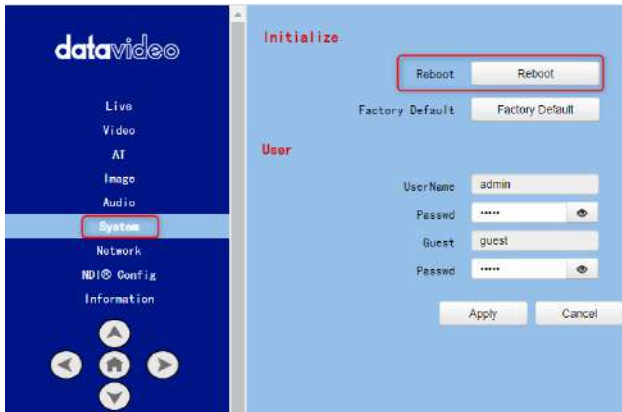 datavideo
Live
Video
AT
Image
Audio
System
Network
NDI® Config
Information
Initialize
Reboot Reboot
Factory Default Factory Default
User
UserName admin
Passwd •••••
Guest guest
Passwd •••••
Apply Cancel